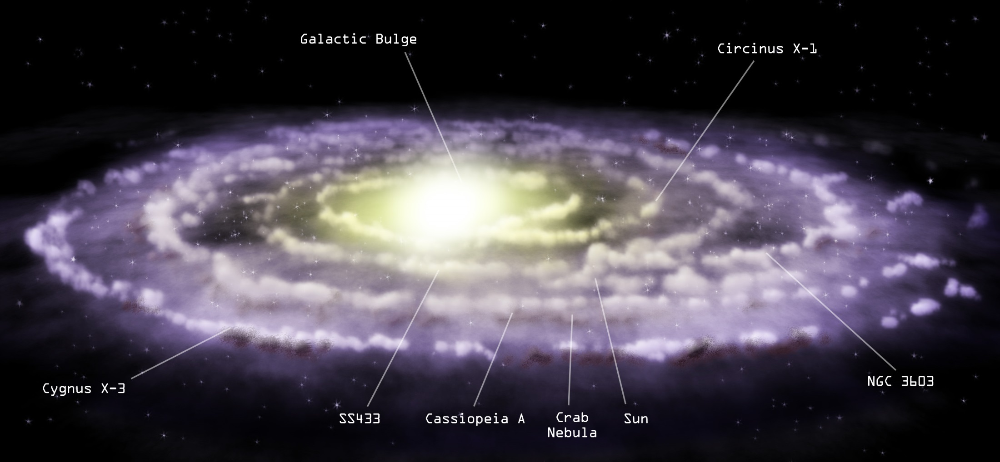 Galactic Bulge
Circinus X-1
Cygnus X-3
NGC 3603
SS433
Cassiopeia A
Crab
Nebula
Sun